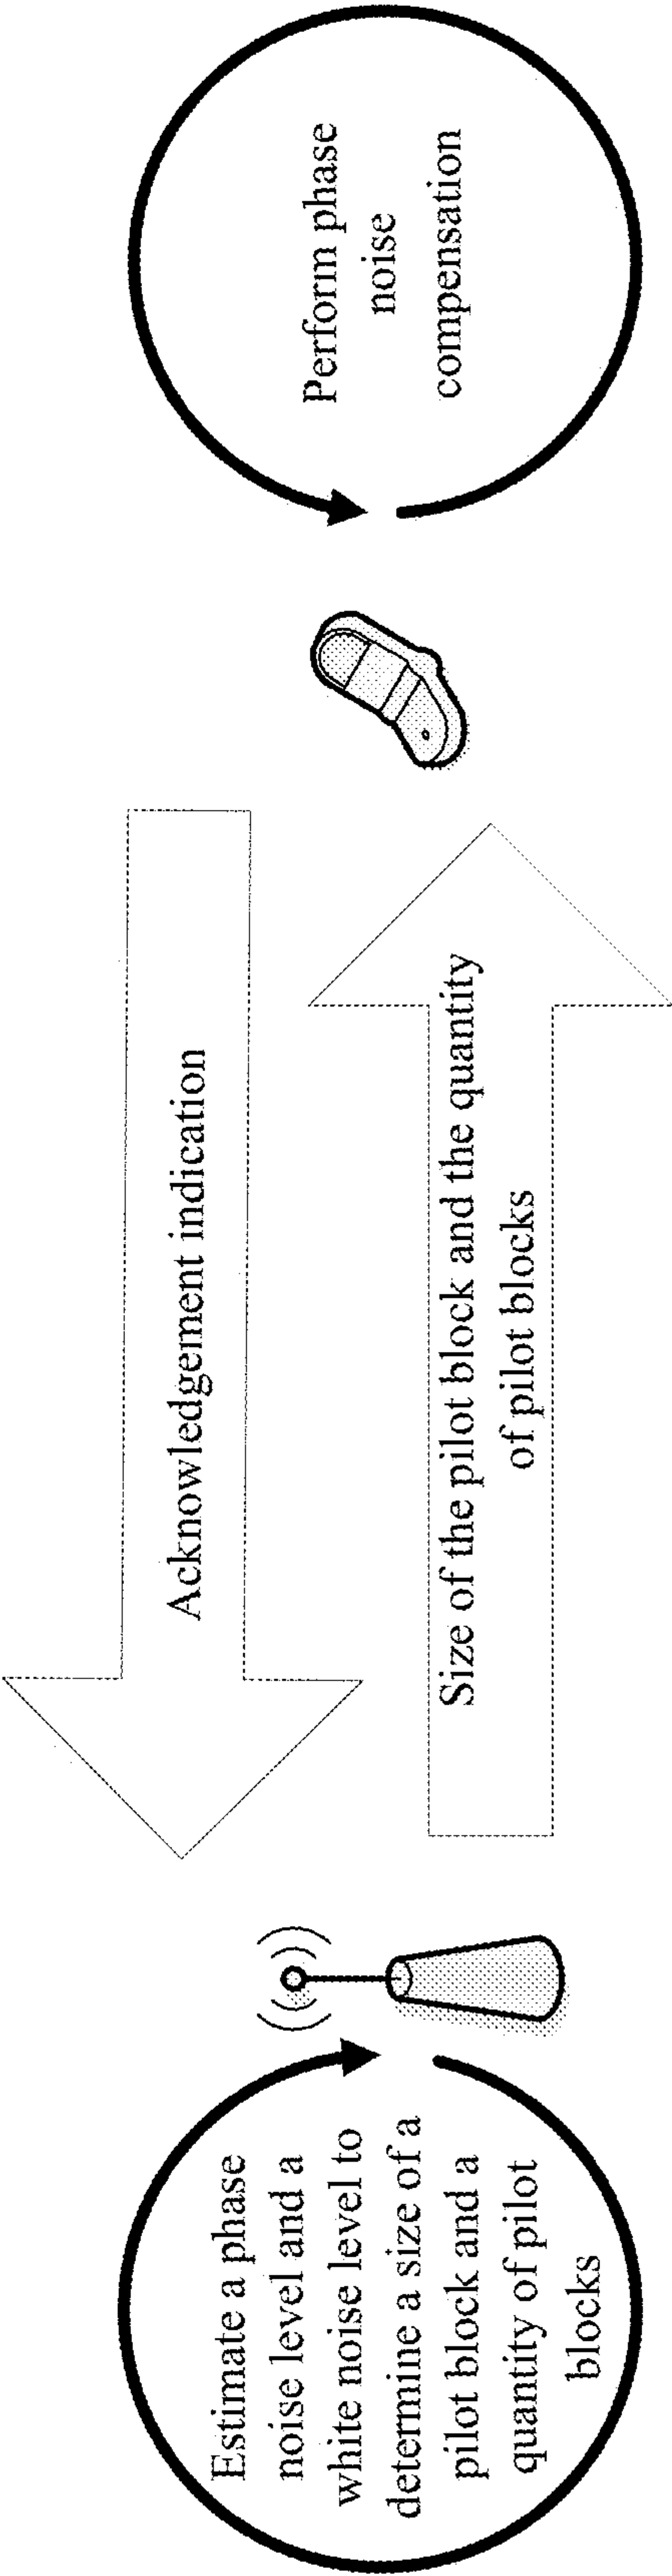 Estimate a phase
noise level and a
white noise level to
determine a size of a
pilot block and a
quantity of pilot
blocks
Acknowledgement indication
Size of the pilot block and the quantity
of pilot blocks
Perform phase
noise
compensation